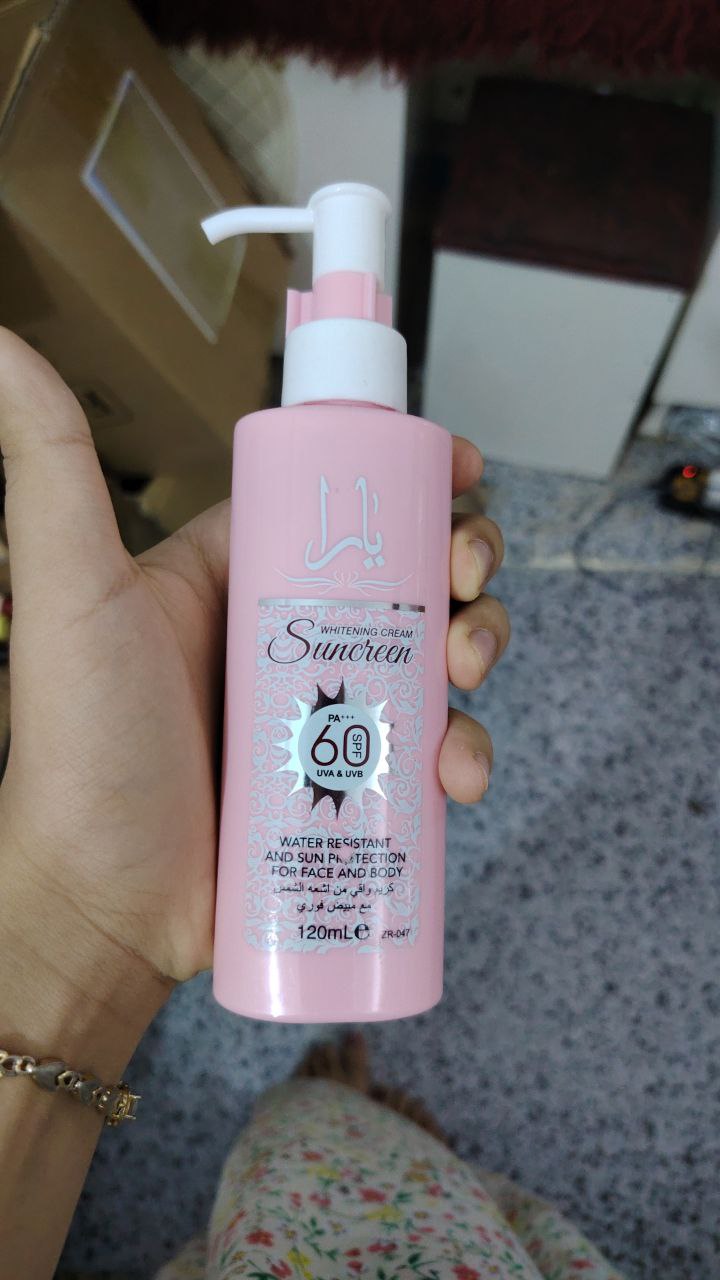 يارا
WHITENING CREAM
Suncreen
PA+++
60
SPF
UVA & UVB
WATER RESISTANT
AND SUN PROTECTION
FOR FACE AND BODY
كريم واقي من اشعه الشمس
مع مبيض فوري
120mL℮ ZR-047